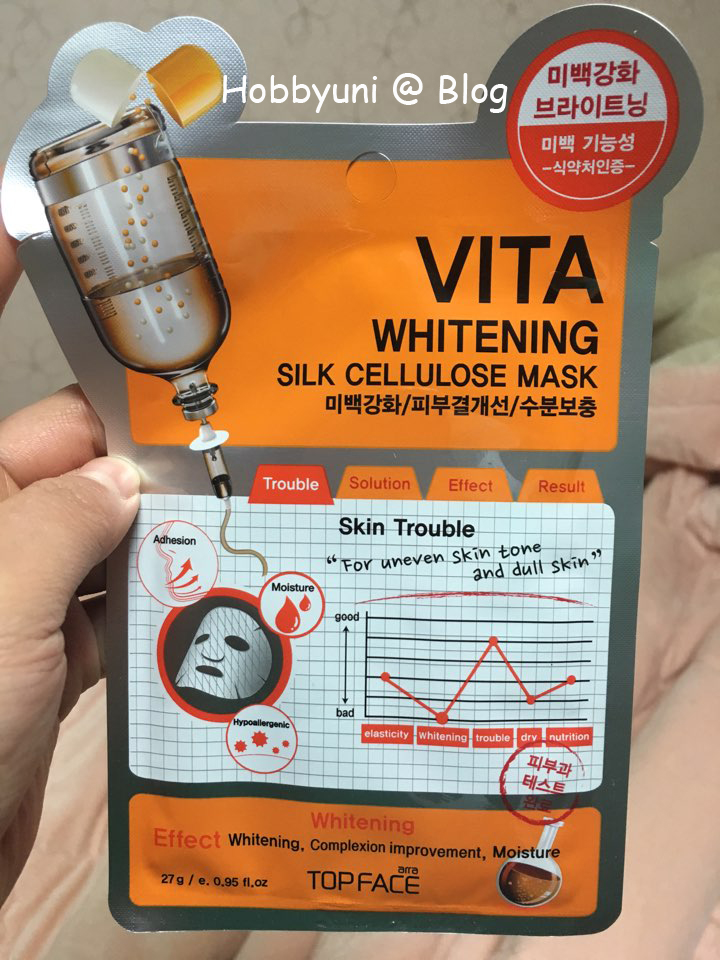 Hobbyuni @ Blog
미백강화
브라이트닝
미백 기능성
-식약처인증-
VITA
WHITENING
SILK CELLULOSE MASK
미백강화/피부결개선/수분보충
Trouble Solution Effect Result
Skin Trouble
“For uneven skin tone
and dull skin”
Adhesion
Moisture
Hypoallergenic
good
bad
elasticity whitening trouble dry nutrition
피부과
테스트
완료
Whitening
Effect Whitening, Complexion improvement, Moisture
27g / e. 0.95 fl.oz
arra
TOPFACE